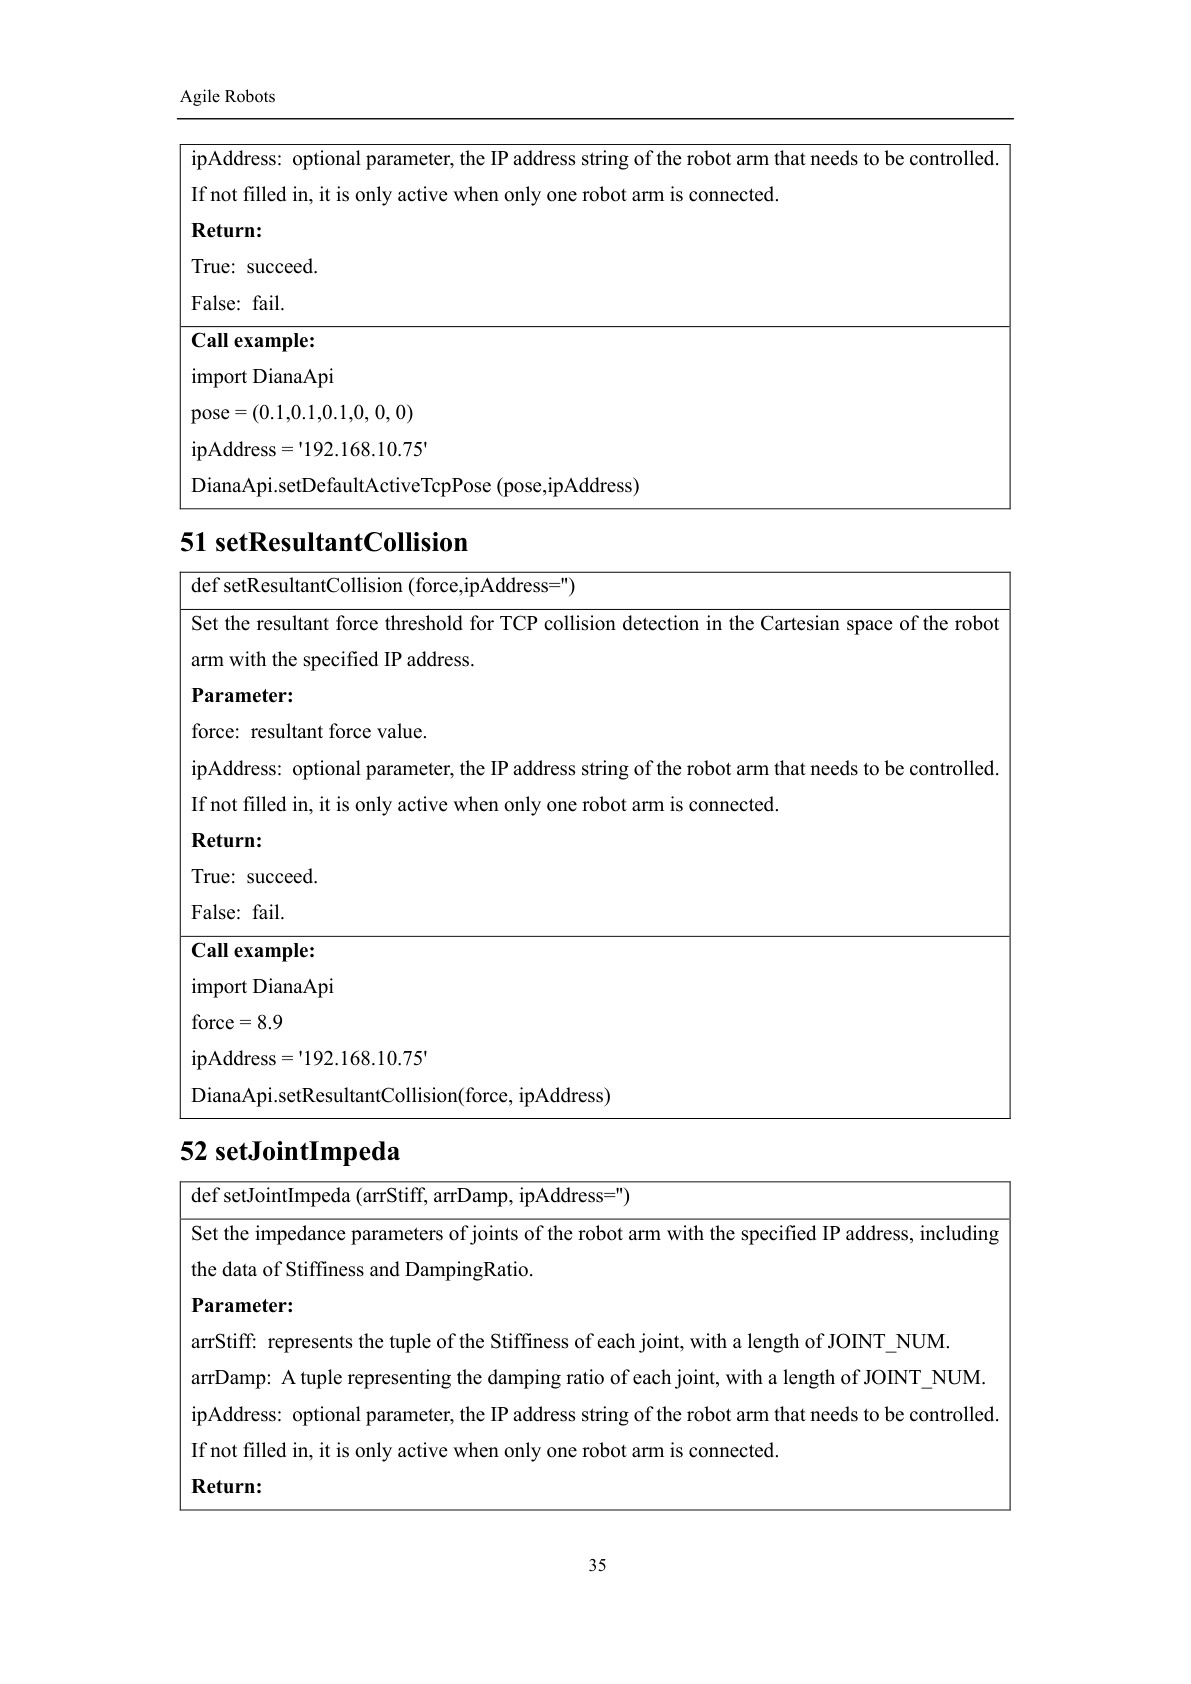 Agile Robots
ipAddress: optional parameter, the IP address string of the robot arm that needs to be controlled.
If not filled in, it is only active when only one robot arm is connected.
Return:
True: succeed.
False: fail.
Call example:
import DianaApi
pose = (0.1,0.1,0.1,0, 0, 0)
ipAddress = '192.168.10.75'
DianaApi.setDefaultActiveTcpPose (pose,ipAddress)
51 setResultantCollision
def setResultantCollision (force,ipAddress='')
Set the resultant force threshold for TCP collision detection in the Cartesian space of the robot
arm with the specified IP address.
Parameter:
force: resultant force value.
ipAddress: optional parameter, the IP address string of the robot arm that needs to be controlled.
If not filled in, it is only active when only one robot arm is connected.
Return:
True: succeed.
False: fail.
Call example:
import DianaApi
force = 8.9
ipAddress = '192.168.10.75'
DianaApi.setResultantCollision(force, ipAddress)
52 setJointImpeda
def setJointImpeda (arrStiff, arrDamp, ipAddress='')
Set the impedance parameters of joints of the robot arm with the specified IP address, including
the data of Stiffiness and DampingRatio.
Parameter:
arrStiff: represents the tuple of the Stiffiness of each joint, with a length of JOINT_NUM.
arrDamp: A tuple representing the damping ratio of each joint, with a length of JOINT_NUM.
ipAddress: optional parameter, the IP address string of the robot arm that needs to be controlled.
If not filled in, it is only active when only one robot arm is connected.
Return:
35